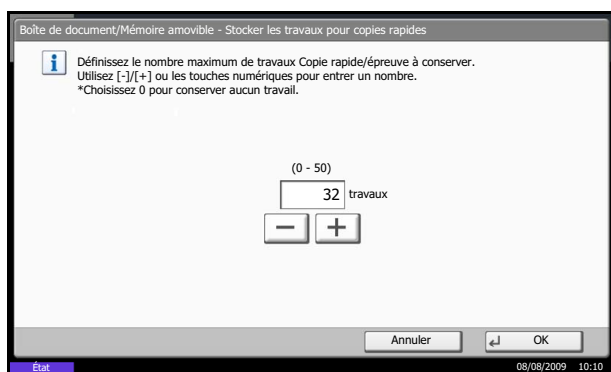 Boîte de document/Mémoire amovible - Stocker les travaux pour copies rapides
Définissez le nombre maximum de travaux Copie rapide/épreuve à conserver.
Utilisez [-]/[+] ou les touches numériques pour entrer un nombre.
*Choisissez 0 pour conserver aucun travail.
(0 - 50)
32 travaux
Annuler OK
État 08/08/2009 10:10